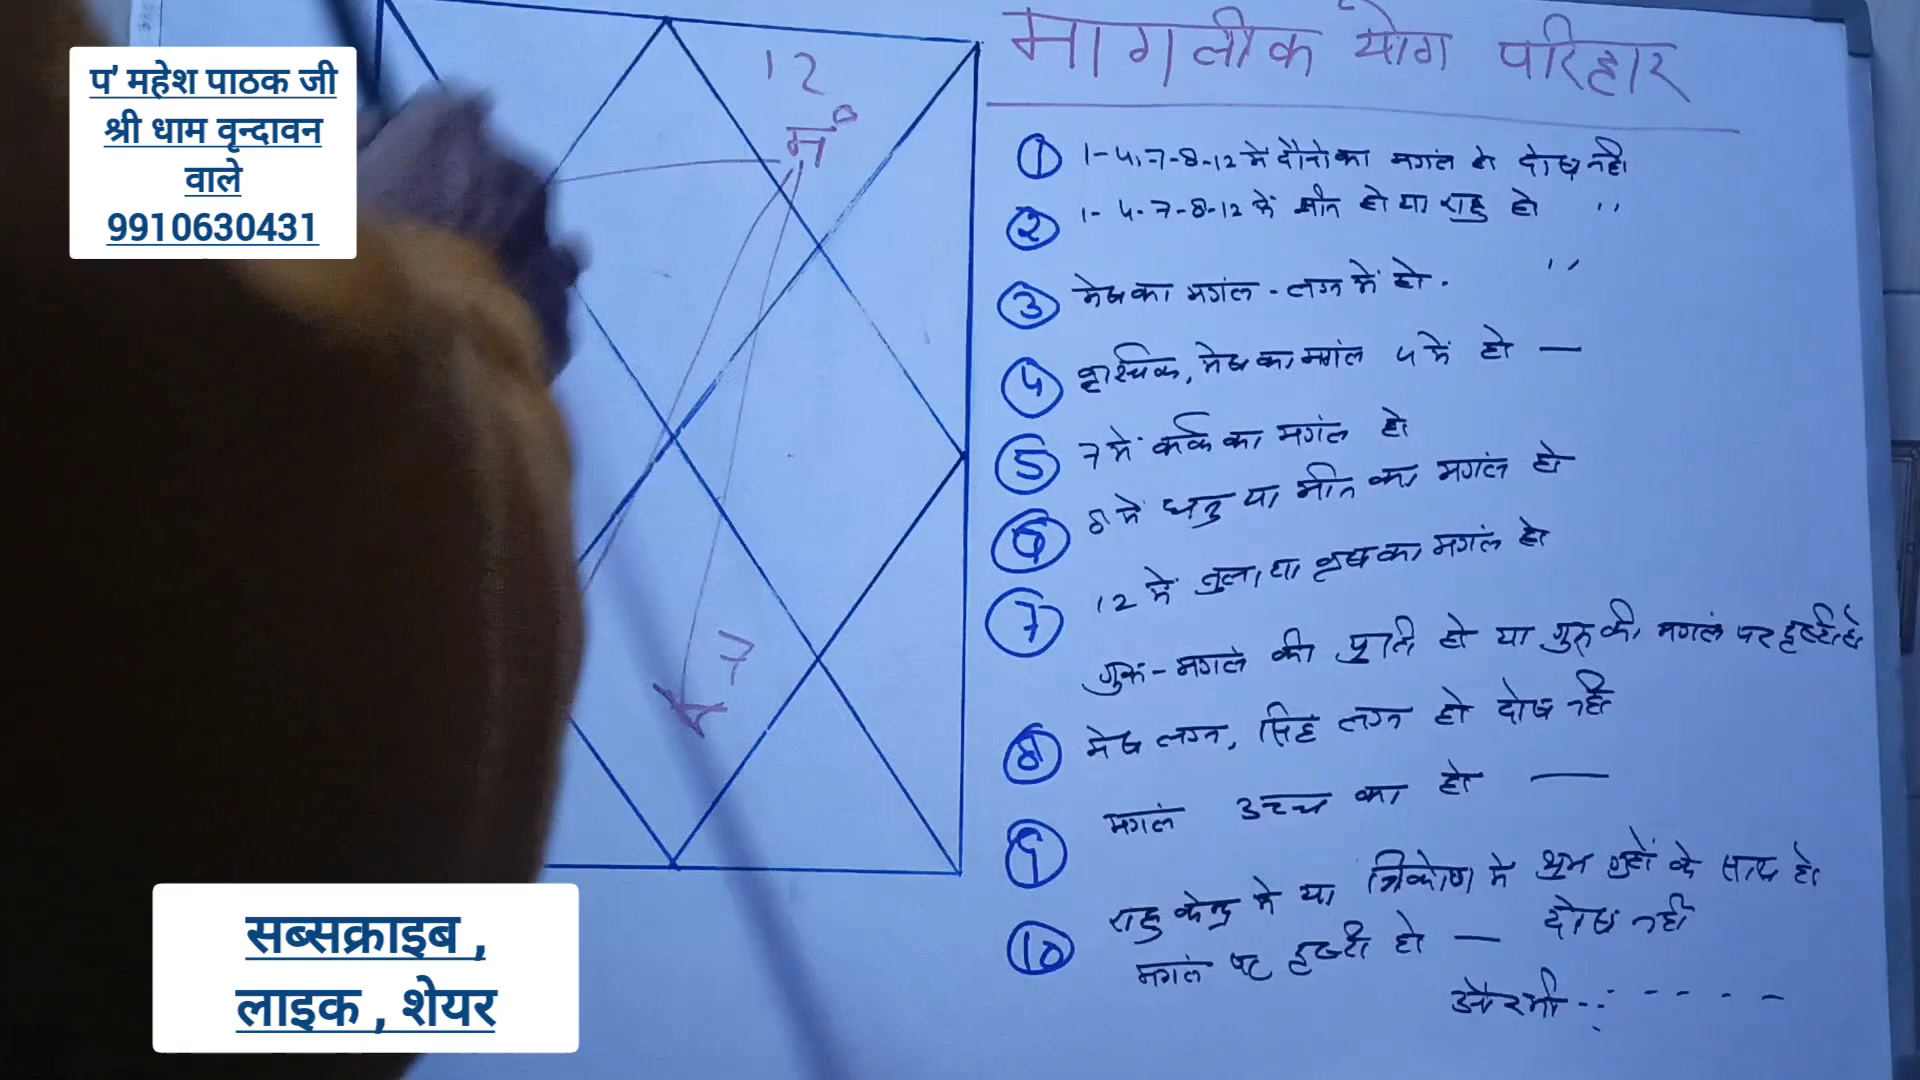 प' महेश पाठक जी
श्री धाम वृन्दावन
वाले
9910630431
12
मं
7
मागलीक योग परिहार
① 1-4-7-8-12 में दौनो का मगंल हो दोष नही
② 1-4-7-8-12 में शनि हो या राहु हो ''
③ मेष का मगंल - लग्न में हो. ''
④ वृश्चिक, मेष का मगंल 4 में हो —
⑤ 7 में कर्क का मगंल हो
⑥ 8 में धनु या मीन का मगंल हो
⑦ 12 में तुला या वृष का मगंल हो
गुरु - मगंल की युति हो या गुरु की मगंल पर दृष्टी हो
⑧ मेष लग्न, सिंह लग्न हो दोष नही
⑨ मगंल उच्च का हो —
⑩ राहु केन्द्र मे या त्रिकोण मे शुभ ग्रहों के साथ हो
मगंल पर दृष्टी हो — दोष नही
और भी - - - - -
सब्सक्राइब ,
लाइक , शेयर